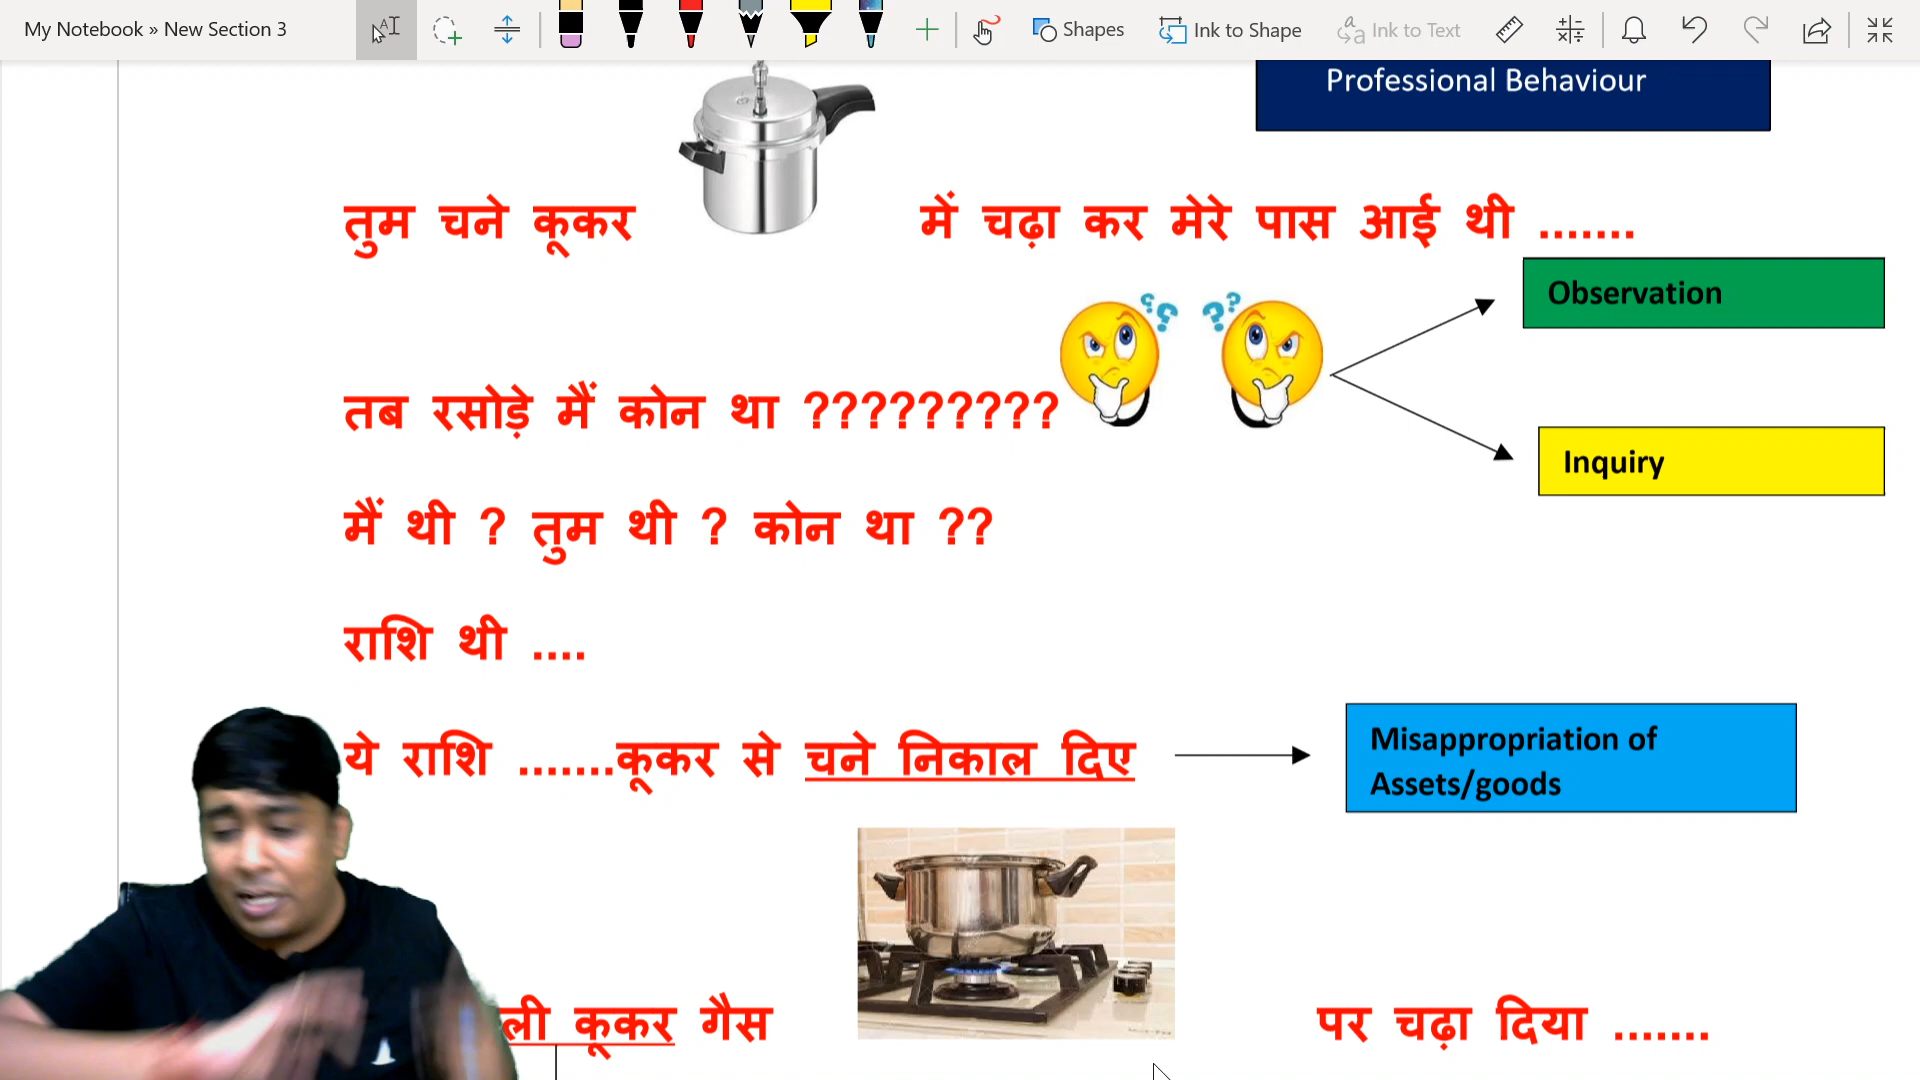 My Notebook » New Section 3
Shapes
Ink to Shape
Ink to Text
Professional Behaviour
तुम चने कूकर में चढ़ा कर मेरे पास आई थी .......
Observation
तब रसोड़े मैं कोन था ?????????
Inquiry
मैं थी ? तुम थी ? कोन था ??
राशि थी ....
ये राशि .......कूकर से चने निकाल दिए
Misappropriation of
Assets/goods
ली कूकर गैस पर चढ़ा दिया .......